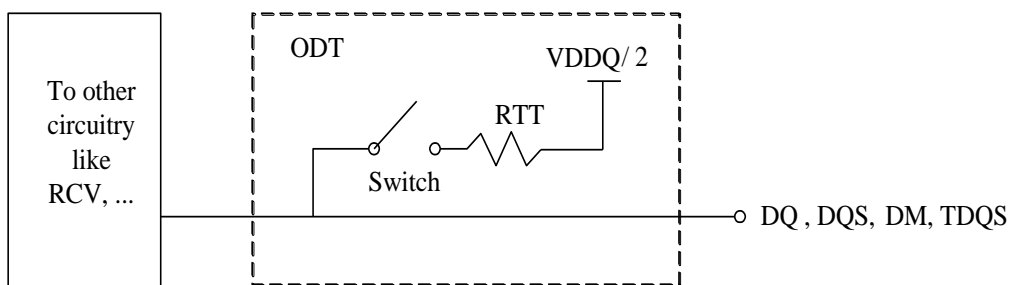 ODT
VDDQ/ 2
To other
circuitry
like
RCV, ...
RTT
Switch
DQ , DQS, DM, TDQS